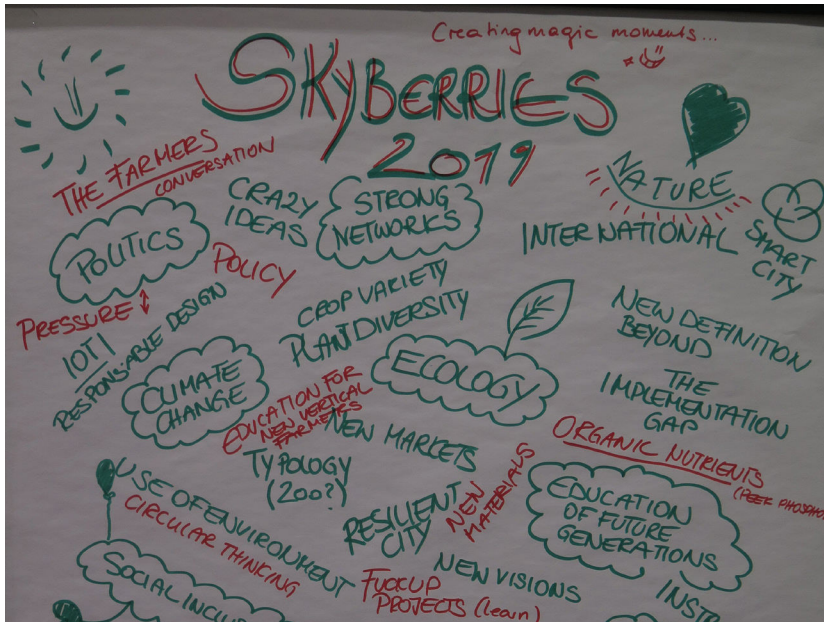 Creating magic moments...
SKYBERRIES
2019
THE FARMERS
CONVERSATION
CRAZY
IDEAS
STRONG
NETWORKS
NATURE
INTERNATIONAL
SMART
CITY
POLITICS
POLICY
PRESSURE
IOTI
RESPONSABLE DESIGN
CROP VARIETY
PLANT DIVERSITY
NEW DEFINITION
BEYOND
CLIMATE
CHANGE
ECOLOGY
THE
IMPLEMENTATION
GAP
EDUCATION FOR
NEW VERTICAL
FARMERS
NEW MARKETS
ORGANIC NUTRIENTS
TYPOLOGY
(200?)
USE OF ENVIRONMENT
CIRCULAR THINKING
RESILIENT
CITY
NEW
MATERIALS
EDUCATION
OF FUTURE
GENERATIONS
SOCIAL
NEW VISIONS
FUCKUP
PROJECTS (learn)